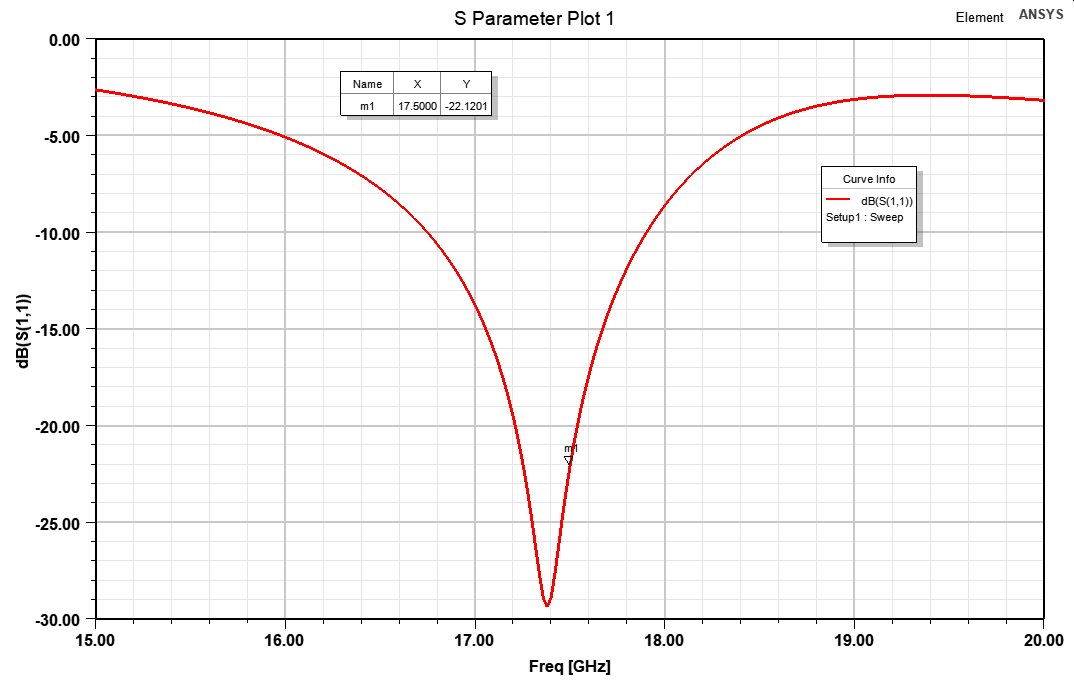 S Parameter Plot 1
Element ANSYS
Name X Y
m1 17.5000 -22.1201
Curve Info
dB(S(1,1))
Setup1 : Sweep
m1
0.00
-5.00
-10.00
-15.00
-20.00
-25.00
-30.00
dB(S(1,1))
15.00 16.00 17.00 18.00 19.00 20.00
Freq [GHz]